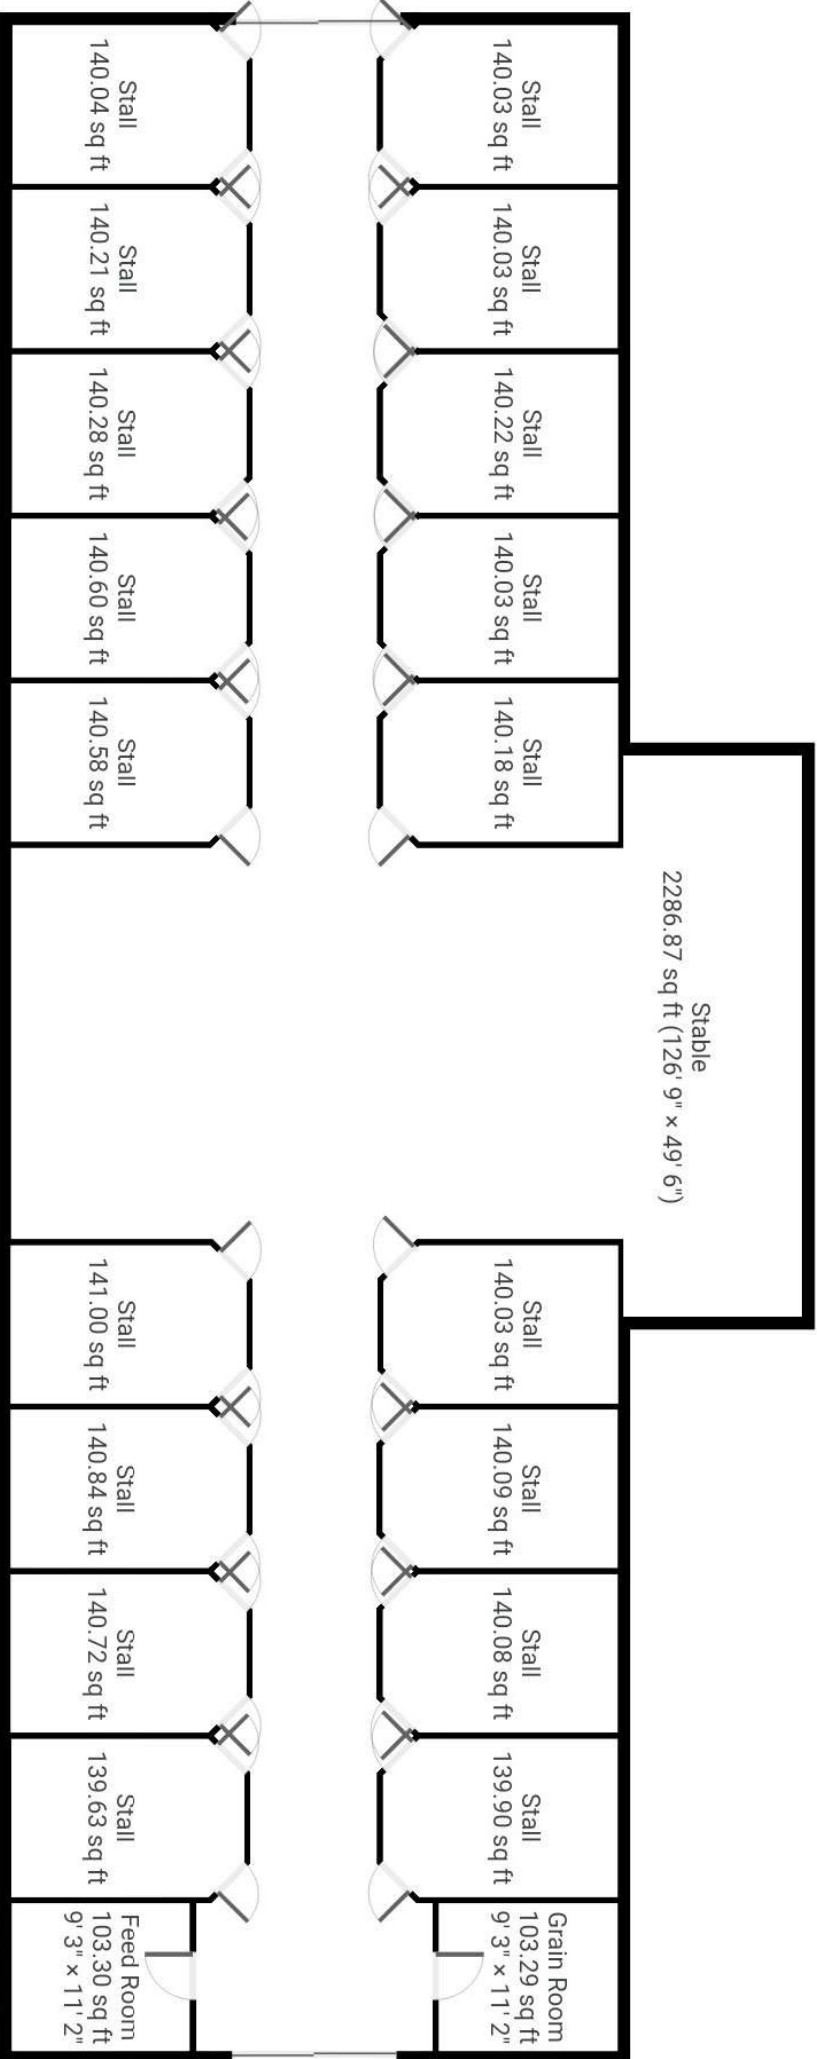 Stable
2286.87 sq ft (126' 9" × 49' 6")
Stall
140.03 sq ft
Stall
140.03 sq ft
Stall
140.22 sq ft
Stall
140.03 sq ft
Stall
140.18 sq ft
Stall
140.03 sq ft
Stall
140.09 sq ft
Stall
140.08 sq ft
Stall
139.90 sq ft
Grain Room
103.29 sq ft
9' 3" × 11' 2"
Stall
140.04 sq ft
Stall
140.21 sq ft
Stall
140.28 sq ft
Stall
140.60 sq ft
Stall
140.58 sq ft
Stall
141.00 sq ft
Stall
140.84 sq ft
Stall
140.72 sq ft
Stall
139.63 sq ft
Feed Room
103.30 sq ft
9' 3" × 11' 2"